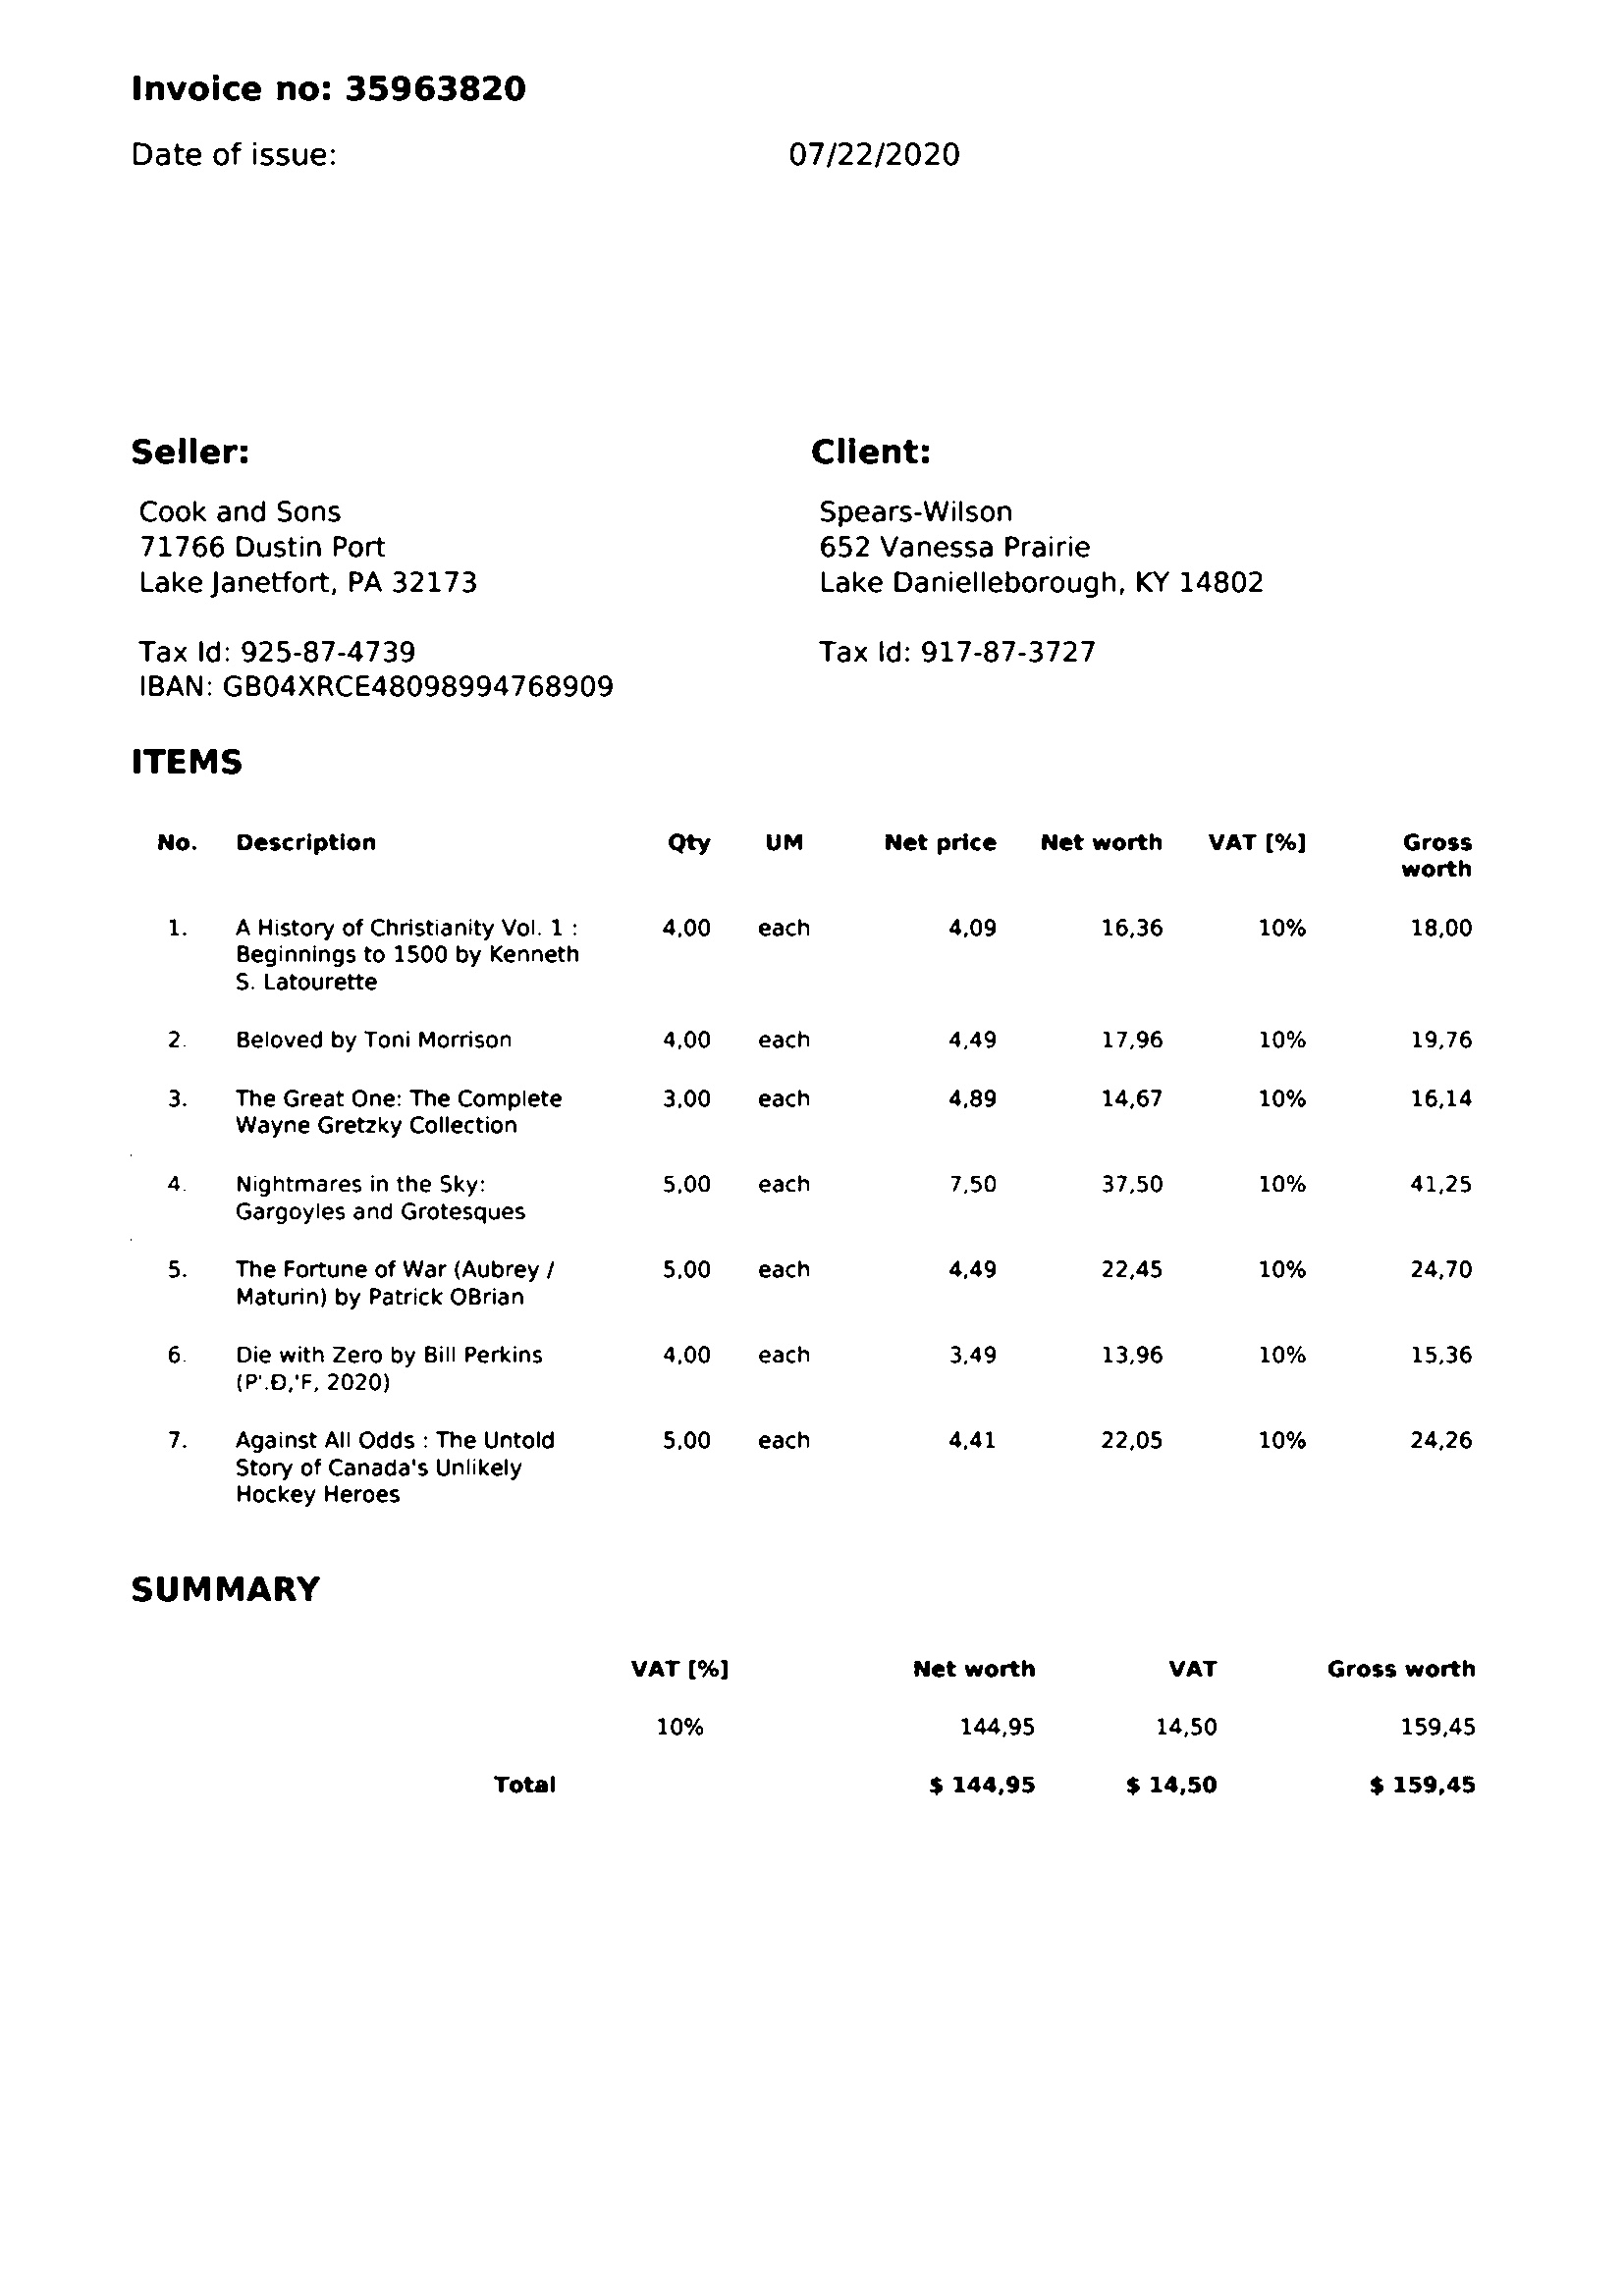 Invoice no: 35963820
Date of issue: 07/22/2020
Seller: Client:
Cook and Sons Spears-Wilson
71766 Dustin Port 652 Vanessa Prairie
Lake Janetfort, PA 32173 Lake Danielleborough, KY 14802
Tax Id: 925-87-4739 Tax Id: 917-87-3727
IBAN: GB04XRCE48098994768909
ITEMS
No. Description Qty UM Net price Net worth VAT [%] Gross
worth
1. A History of Christianity Vol. 1 : 4,00 each 4,09 16,36 10% 18,00
Beginnings to 1500 by Kenneth
S. Latourette
2. Beloved by Toni Morrison 4,00 each 4,49 17,96 10% 19,76
3. The Great One: The Complete 3,00 each 4,89 14,67 10% 16,14
Wayne Gretzky Collection
4. Nightmares in the Sky: 5,00 each 7,50 37,50 10% 41,25
Gargoyles and Grotesques
5. The Fortune of War (Aubrey / 5,00 each 4,49 22,45 10% 24,70
Maturin) by Patrick OBrian
6. Die with Zero by Bill Perkins 4,00 each 3,49 13,96 10% 15,36
(P'.Đ,'F, 2020)
7. Against All Odds : The Untold 5,00 each 4,41 22,05 10% 24,26
Story of Canada's Unlikely
Hockey Heroes
SUMMARY
VAT [%] Net worth VAT Gross worth
10% 144,95 14,50 159,45
Total $ 144,95 $ 14,50 $ 159,45